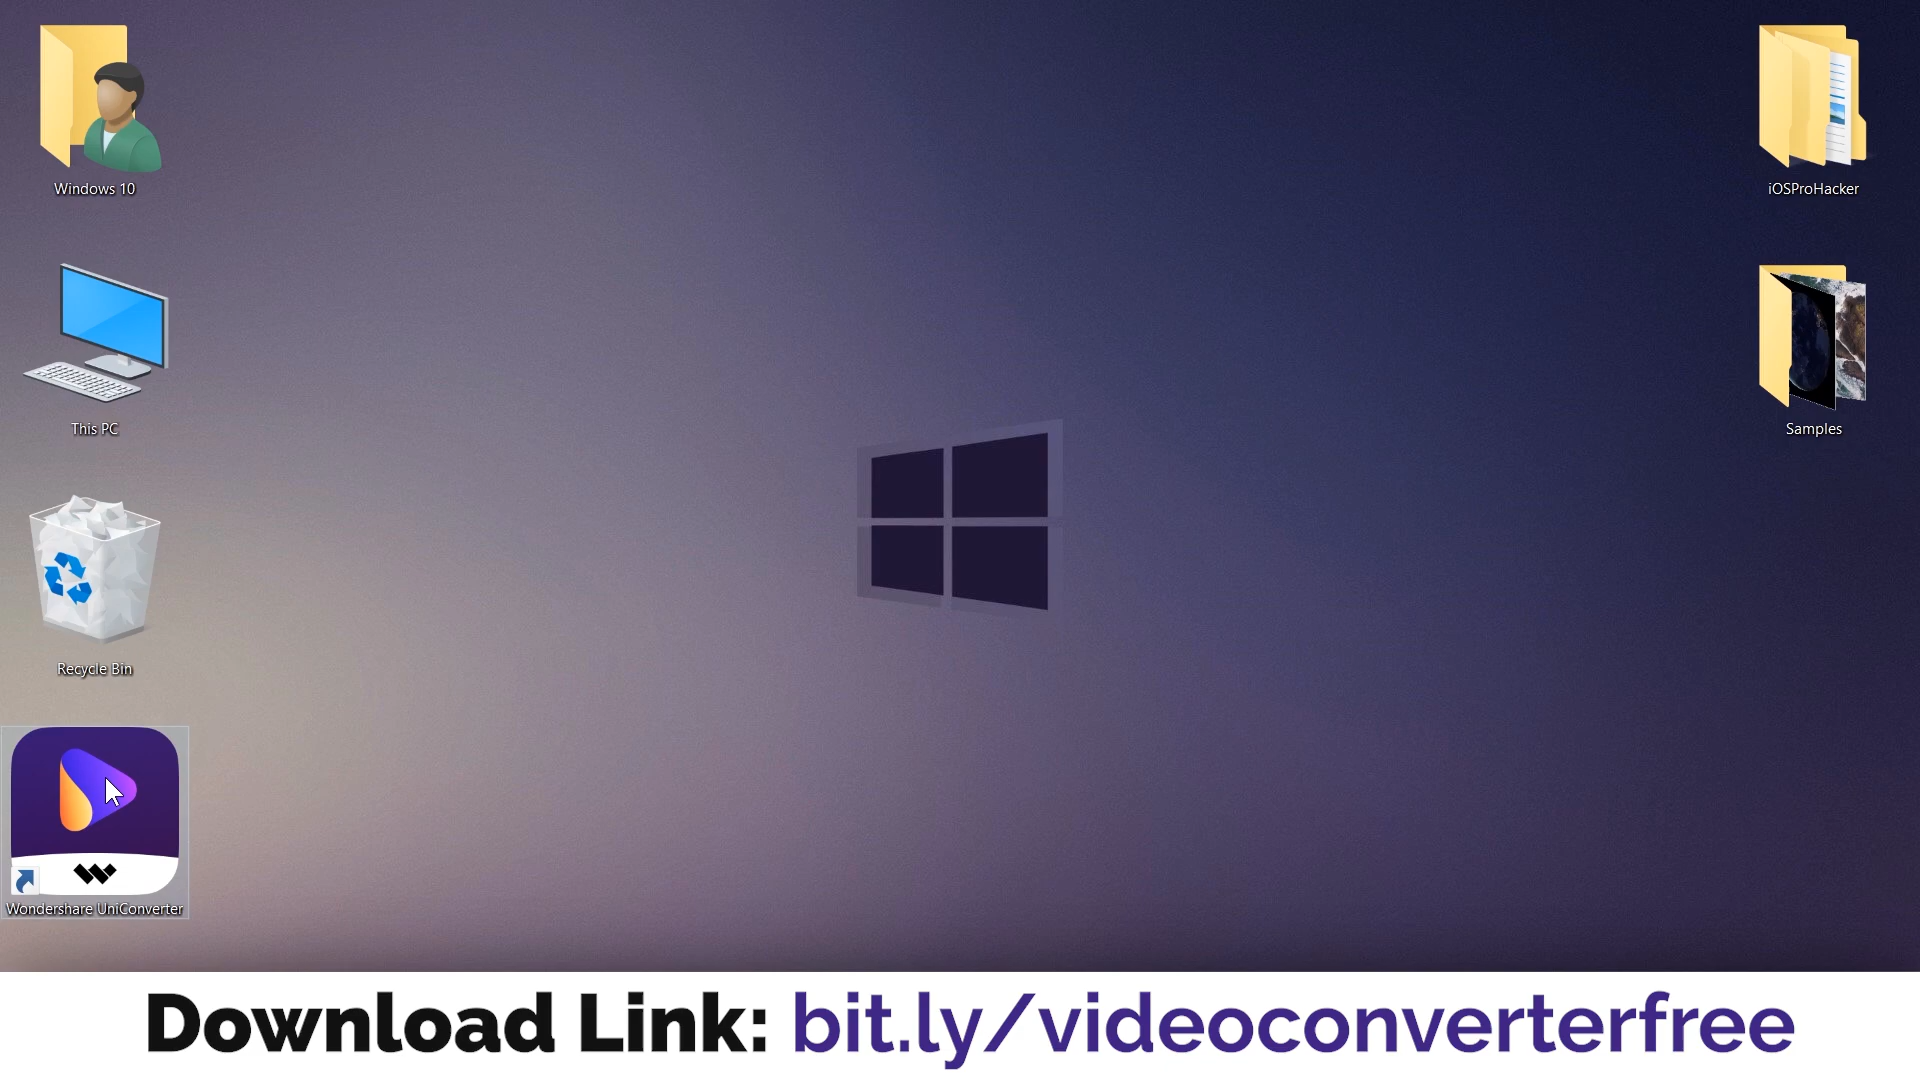 Windows 10
iOSProHacker
This PC
Samples
Recycle Bin
Wondershare UniConverter
Download Link: bit.ly/videoconverterfree